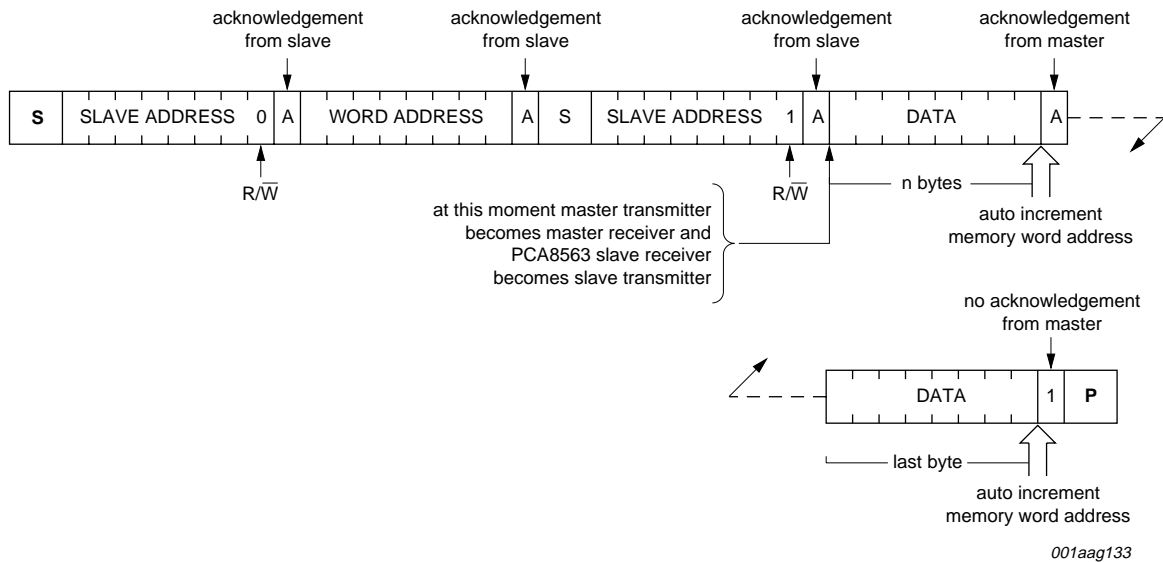 acknowledgement
from slave
acknowledgement
from slave
acknowledgement
from slave
acknowledgement
from master
S SLAVE ADDRESS 0 A WORD ADDRESS A S SLAVE ADDRESS 1 A DATA A
R/W̅
R/W̅
n bytes
at this moment master transmitter
becomes master receiver and
PCA8563 slave receiver
becomes slave transmitter
auto increment
memory word address
no acknowledgement
from master
DATA 1 P
last byte
auto increment
memory word address
001aag133